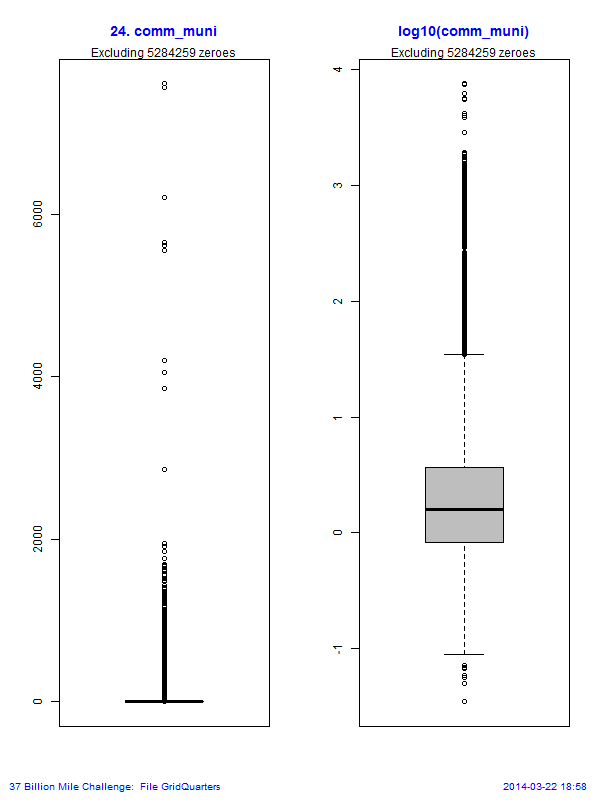 24. comm_muni
Excluding 5284259 zeroes
6000
4000
2000
0
log10(comm_muni)
Excluding 5284259 zeroes
4
3
2
1
0
-1
37 Billion Mile Challenge: File GridQuarters
2014-03-22 18:58